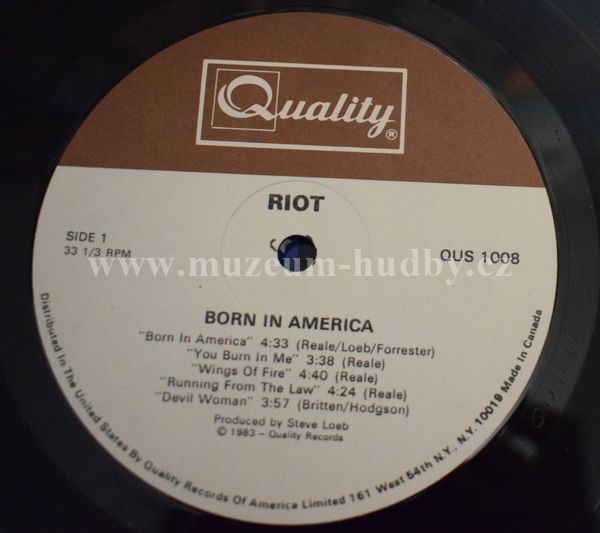 Quality®
RIOT
SIDE 1
33 1/3 RPM
QUS 1008
www.muzeum-hudby.cz
BORN IN AMERICA
"Born In America" 4:33 (Reale/Loeb/Forrester)
"You Burn In Me" 3:38 (Reale)
"Wings Of Fire" 4:40 (Reale)
"Running From The Law" 4:24 (Reale)
"Devil Woman" 3:57 (Britten/Hodgson)
Produced by Steve Loeb
© 1983 – Quality Records
Distributed In The United States By Quality Records Of America Limited 161 West 54th N.Y., N.Y. 10019 Made In Canada